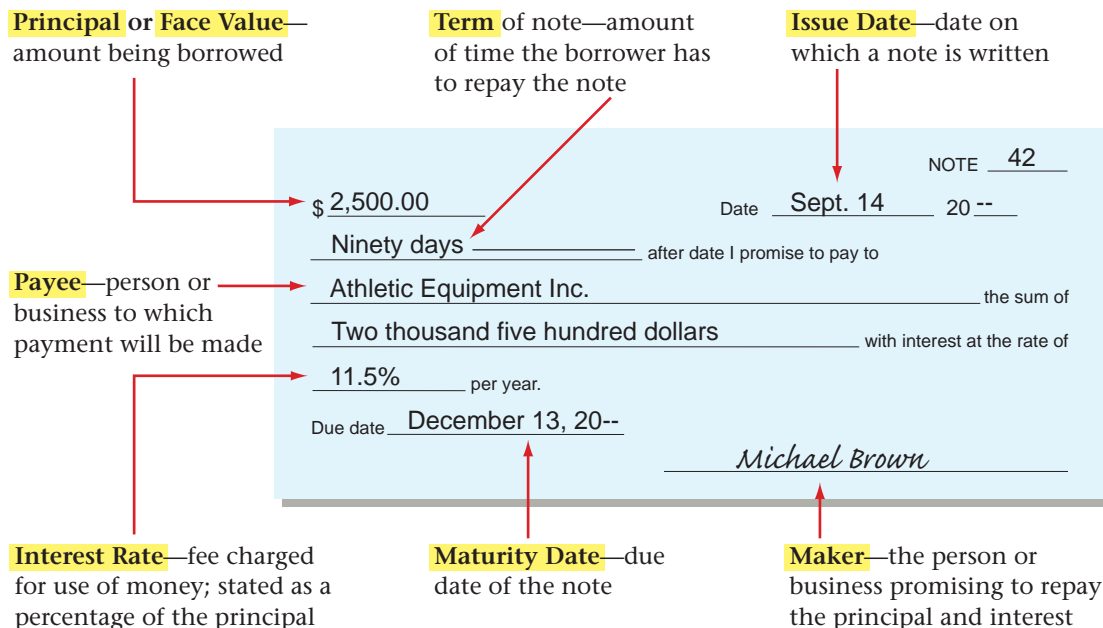 Principal or Face Value—
amount being borrowed
Term of note—amount
of time the borrower has
to repay the note
Issue Date—date on
which a note is written
NOTE 42
$ 2,500.00
Date Sept. 14 20 --
Ninety days after date I promise to pay to
Payee—person or
business to which
payment will be made
Athletic Equipment Inc. the sum of
Two thousand five hundred dollars with interest at the rate of
11.5% per year.
Due date December 13, 20--
Michael Brown
Interest Rate—fee charged
for use of money; stated as a
percentage of the principal
Maturity Date—due
date of the note
Maker—the person or
business promising to repay
the principal and interest